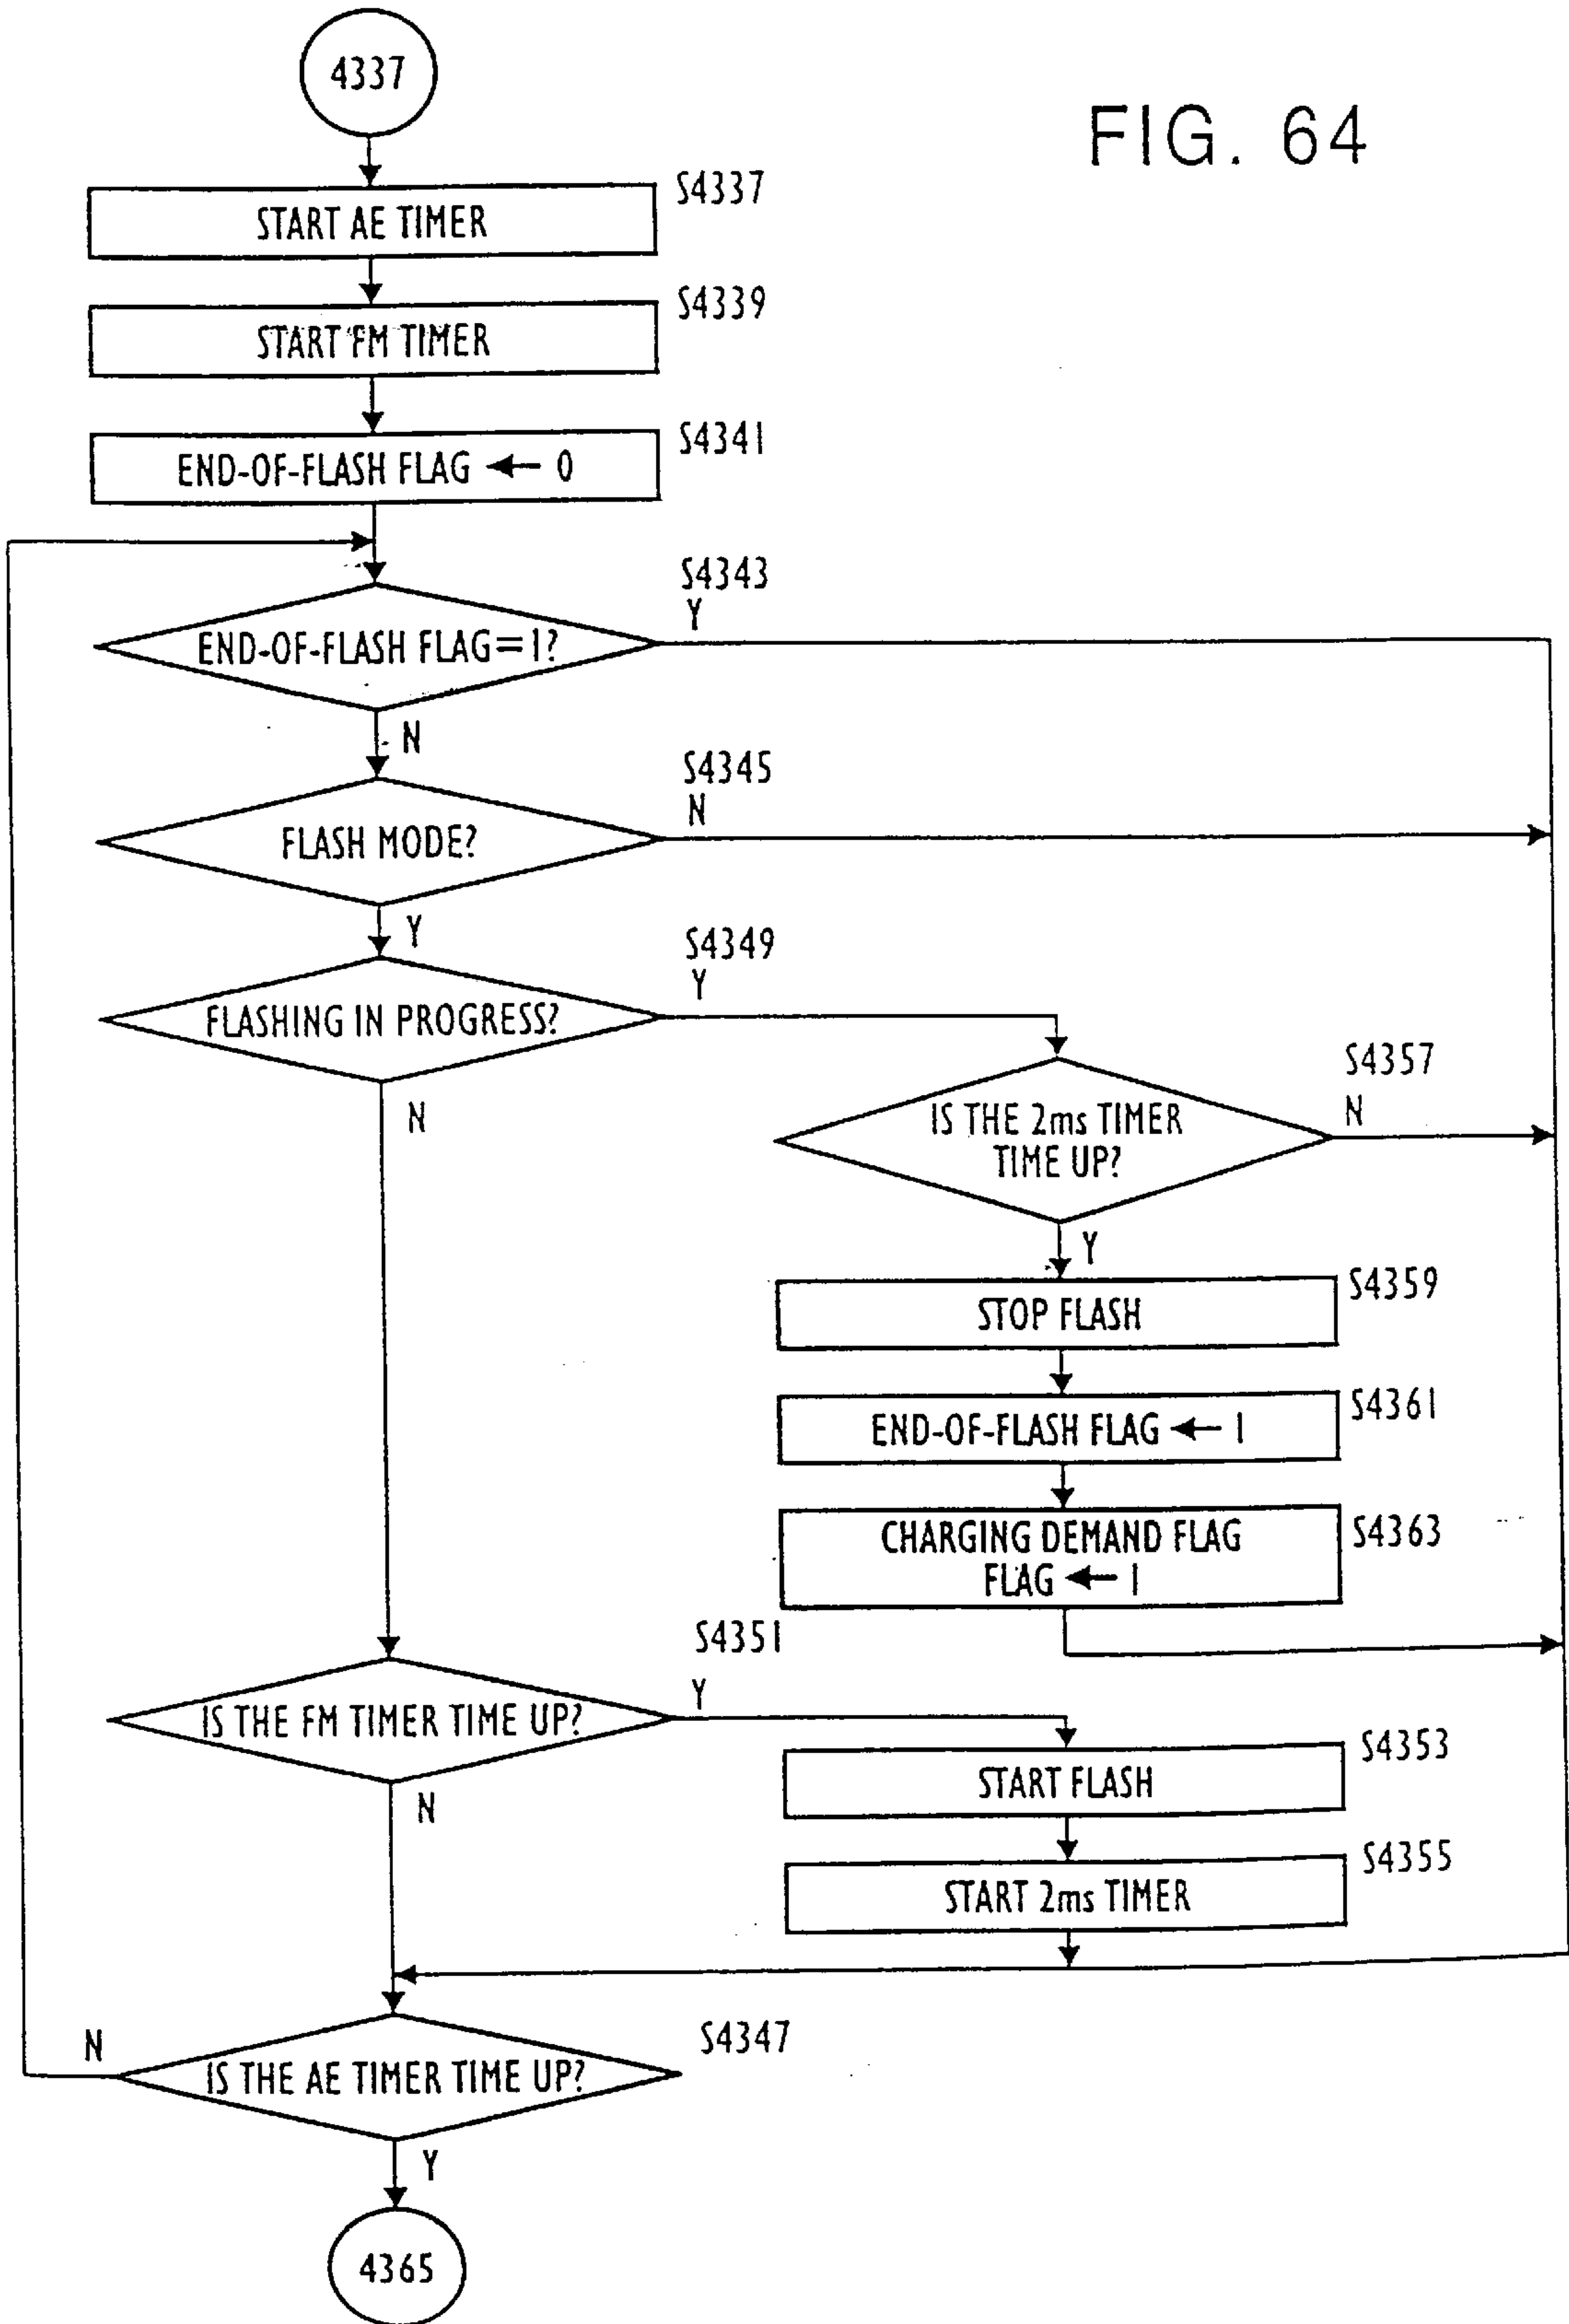 4337
FIG. 64
S4337
START AE TIMER
S4339
START FM TIMER
S4341
END-OF-FLASH FLAG ← 0
S4343
Y
END-OF-FLASH FLAG=1?
N
S4345
N
FLASH MODE?
Y
S4349
Y
FLASHING IN PROGRESS?
N
S4357
N
IS THE 2ms TIMER
TIME UP?
Y
S4359
STOP FLASH
S4361
END-OF-FLASH FLAG ← 1
S4363
CHARGING DEMAND FLAG
FLAG ← 1
S4351
Y
IS THE FM TIMER TIME UP?
N
S4353
START FLASH
S4355
START 2ms TIMER
S4347
N
IS THE AE TIMER TIME UP?
Y
4365